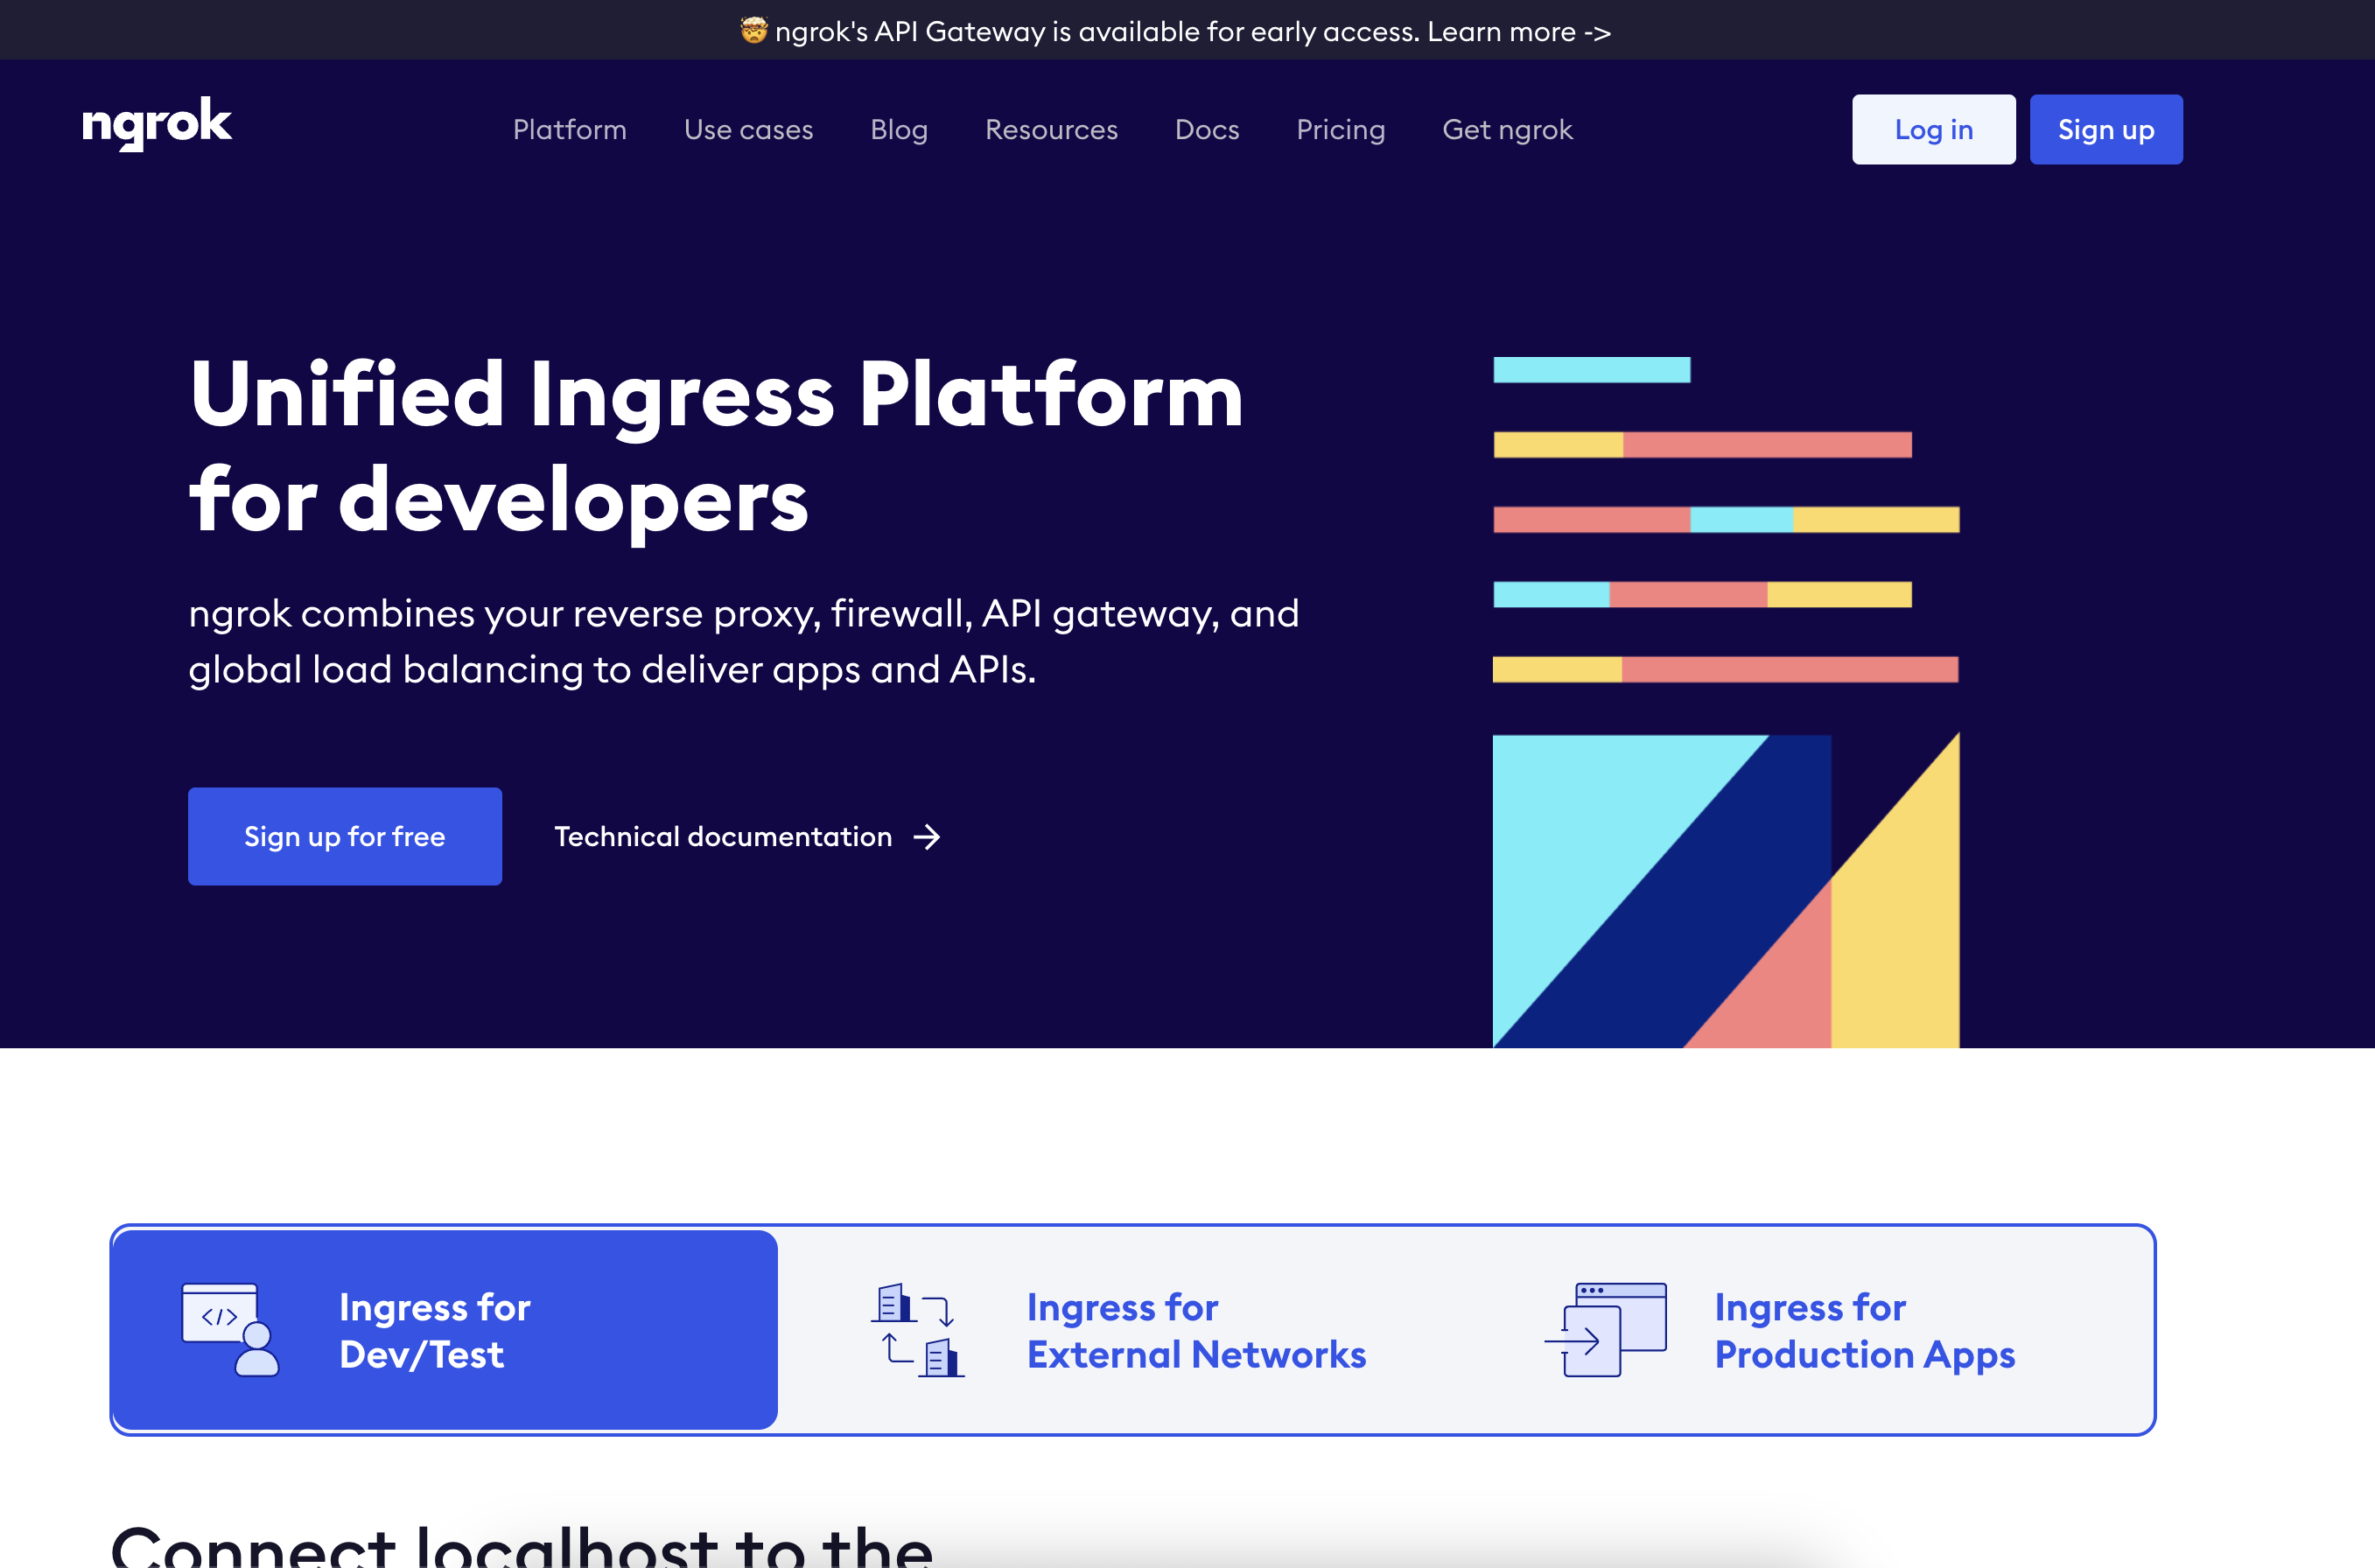 🤯 ngrok's API Gateway is available for early access. Learn more ->
ngrok
Platform
Use cases
Blog
Resources
Docs
Pricing
Get ngrok
Log in
Sign up
Unified Ingress Platform
for developers
ngrok combines your reverse proxy, firewall, API gateway, and
global load balancing to deliver apps and APIs.
Sign up for free
Technical documentation →
</>
Ingress for
Dev/Test
Ingress for
External Networks
Ingress for
Production Apps
Connect localhost to the